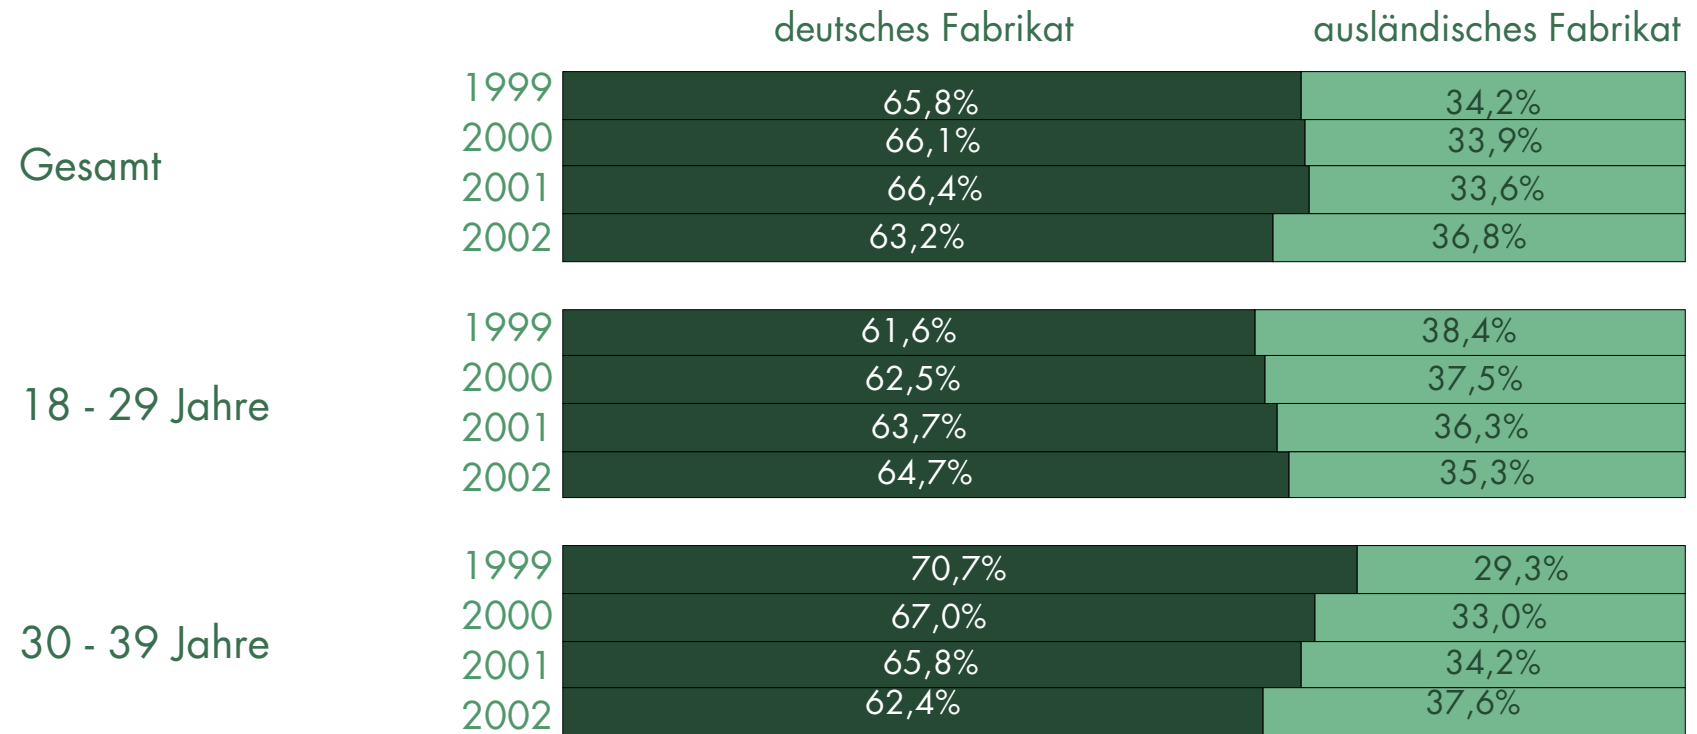 deutsches Fabrikat ausländisches Fabrikat
Gesamt
1999 65,8% 34,2%
2000 66,1% 33,9%
2001 66,4% 33,6%
2002 63,2% 36,8%
18 - 29 Jahre
1999 61,6% 38,4%
2000 62,5% 37,5%
2001 63,7% 36,3%
2002 64,7% 35,3%
30 - 39 Jahre
1999 70,7% 29,3%
2000 67,0% 33,0%
2001 65,8% 34,2%
2002 62,4% 37,6%